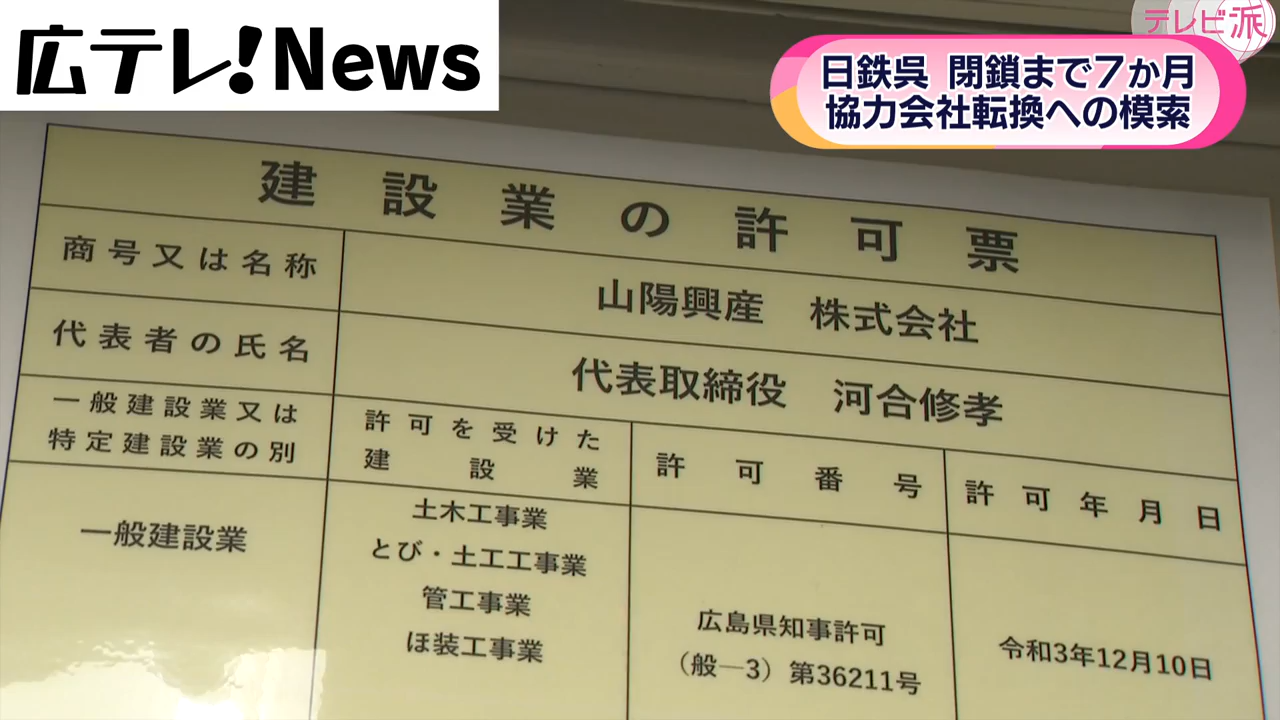 広テレ!News
テレビ派
日鉄呉 閉鎖まで7か月
協力会社転換への模索
建設業の許可票
商号又は名称
山陽興産 株式会社
代表者の氏名
代表取締役 河合修孝
一般建設業又は
特定建設業の別
許可を受けた
建設業
許可番号
許可年月日
一般建設業
土木工事業
とび・土工工事業
管工事業
ほ装工事業
広島県知事許可
(般―3)第36211号
令和3年12月10日